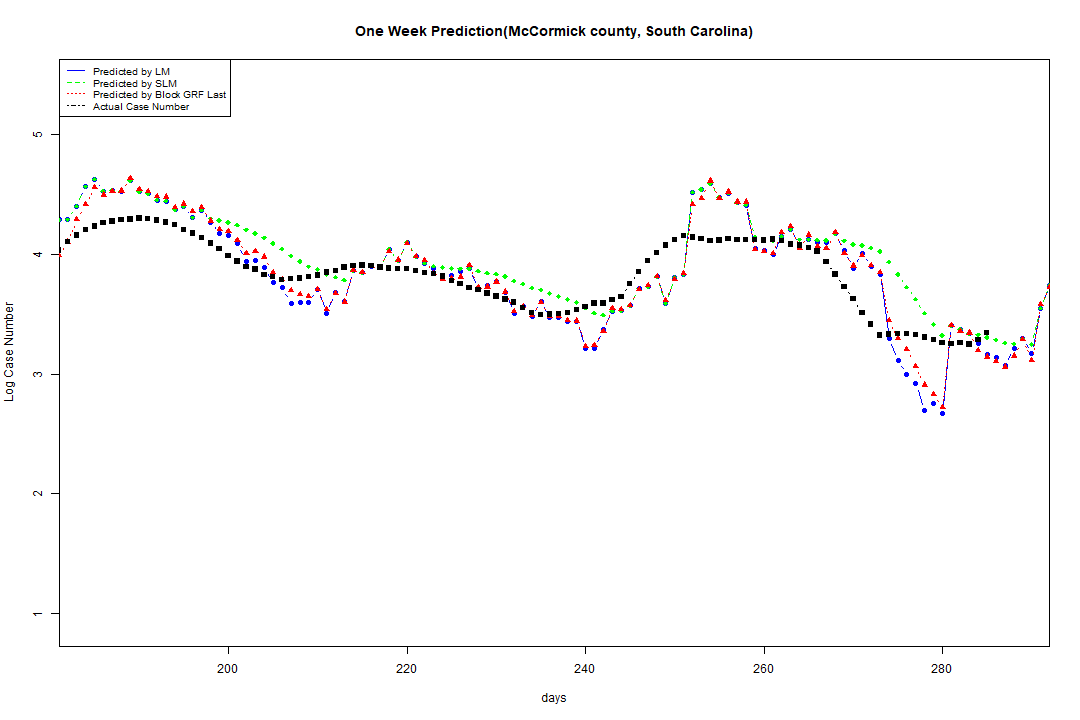 One Week Prediction(McCormick county, South Carolina)
Predicted by LM
Predicted by SLM
Predicted by Block GRF Last
Actual Case Number
5
4
3
2
1
Log Case Number
200 220 240 260 280
days